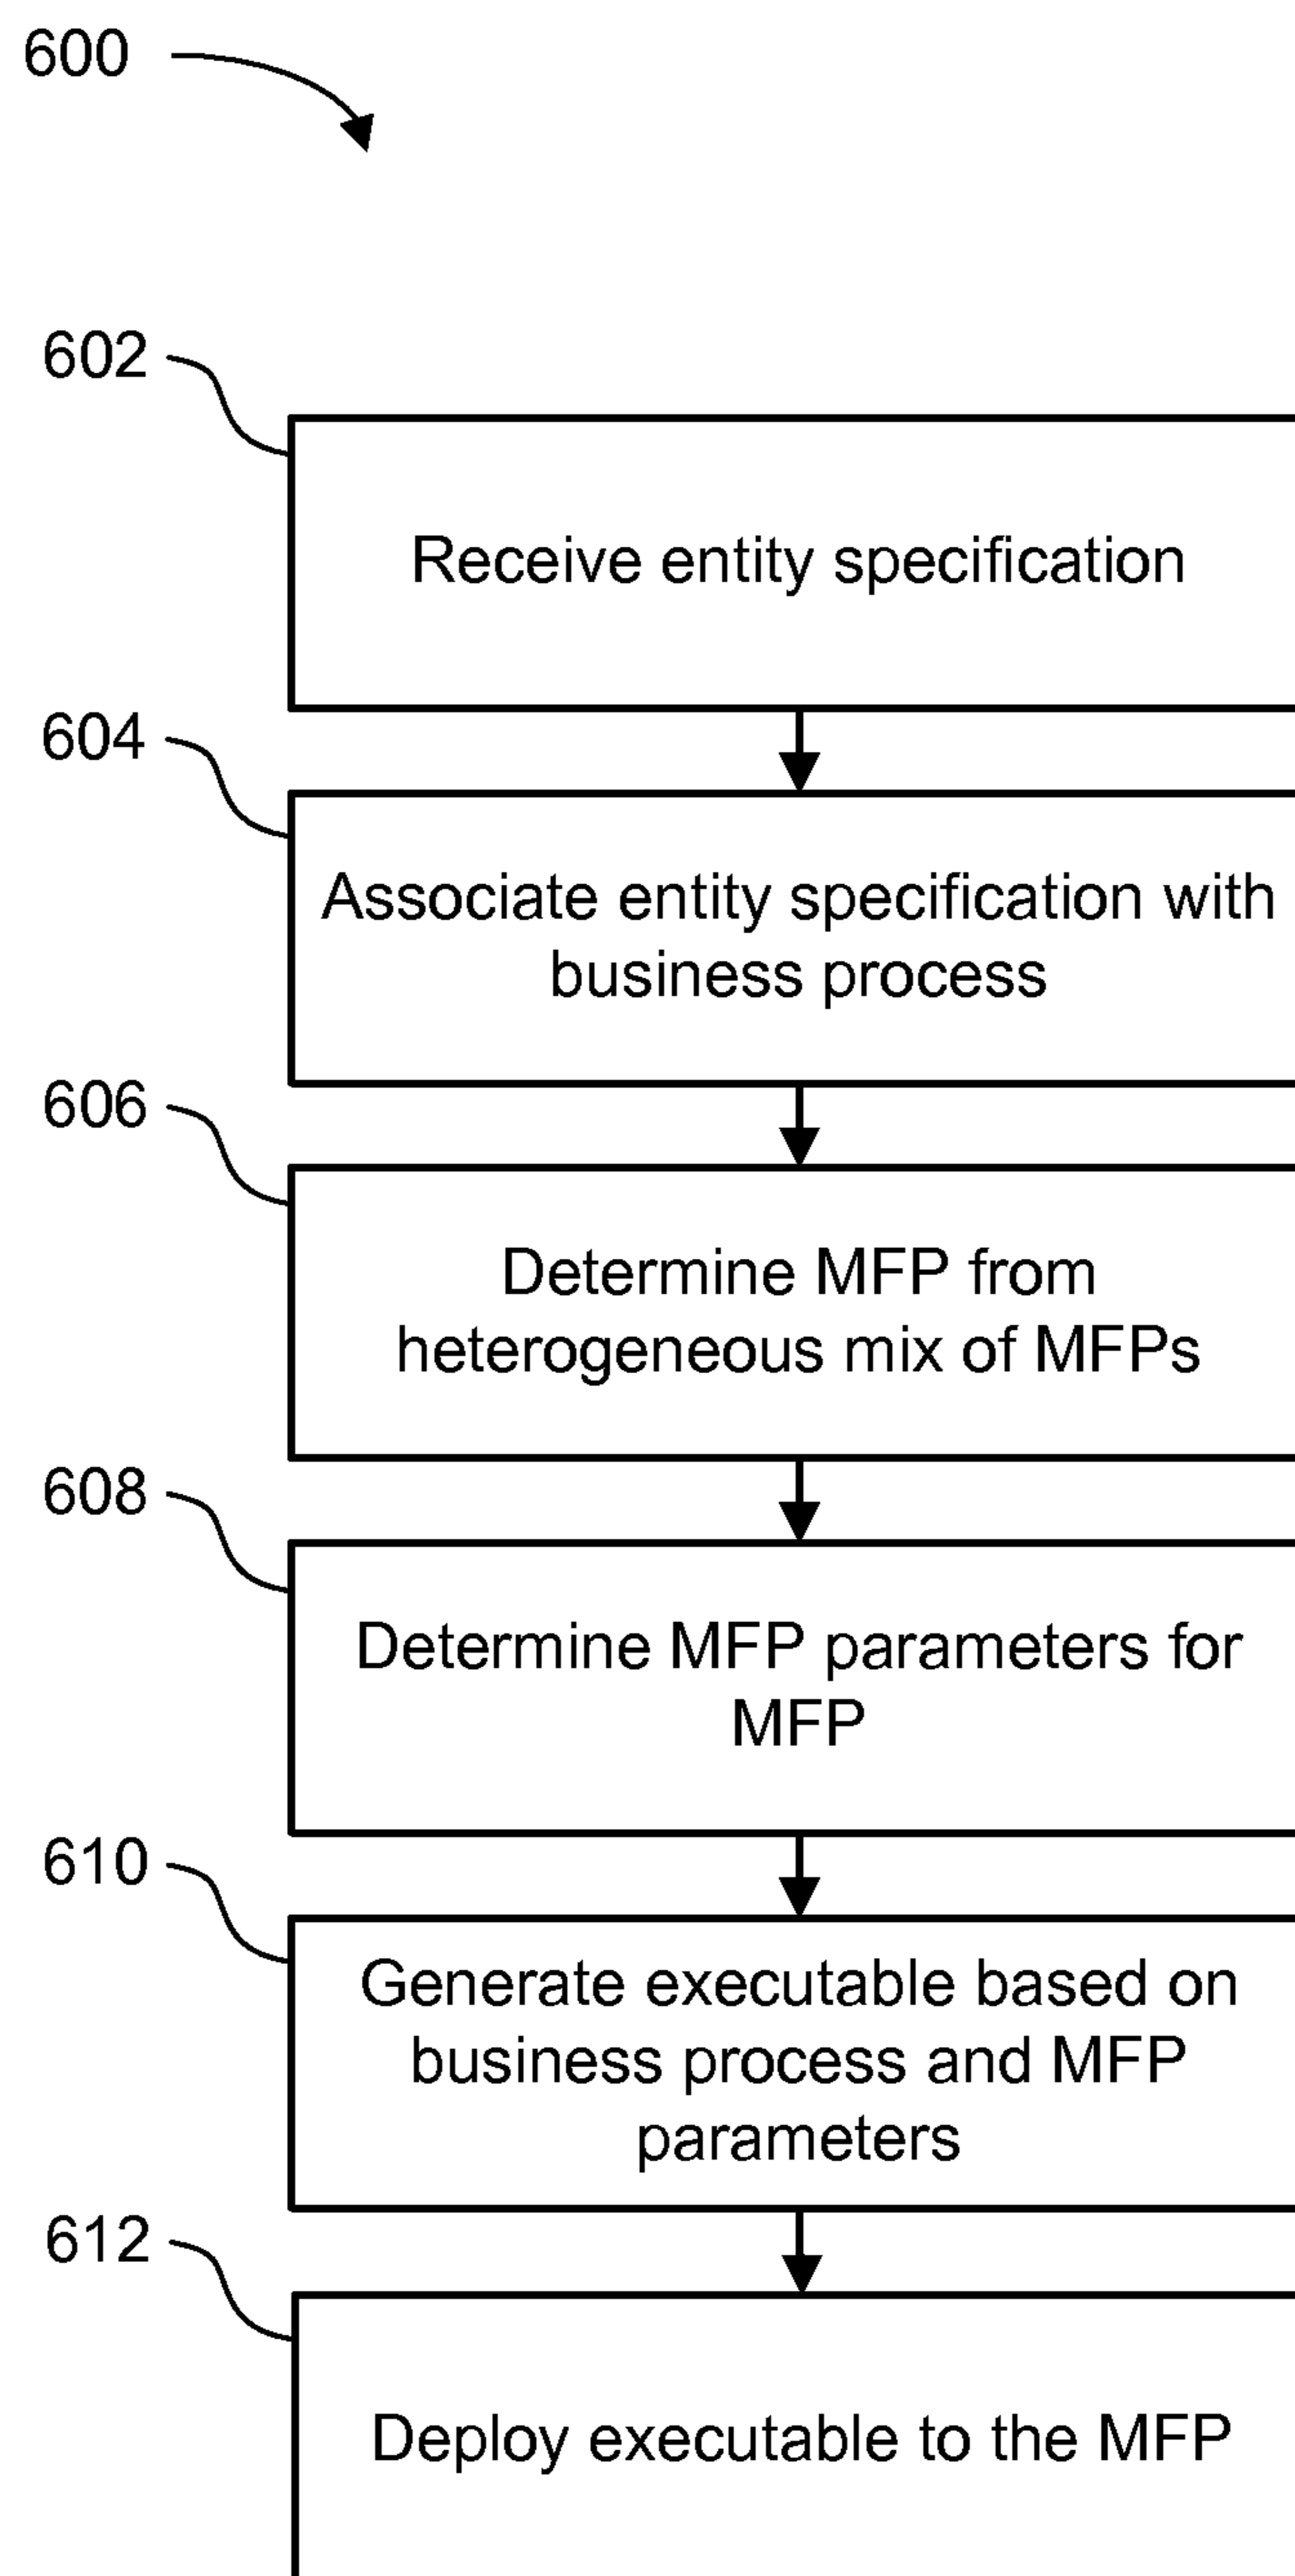 600
602
Receive entity specification
604
Associate entity specification with
business process
606
Determine MFP from
heterogeneous mix of MFPs
608
Determine MFP parameters for
MFP
610
Generate executable based on
business process and MFP
parameters
612
Deploy executable to the MFP